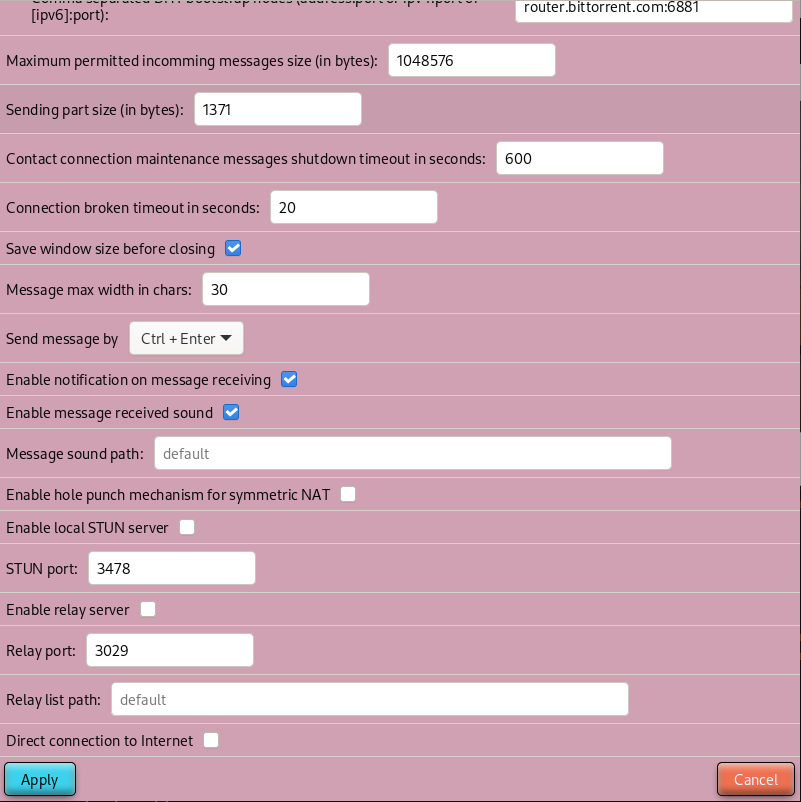 [ipv6]:port):
router.bittorrent.com:6881
Maximum permitted incomming messages size (in bytes): 1048576
Sending part size (in bytes): 1371
Contact connection maintenance messages shutdown timeout in seconds: 600
Connection broken timeout in seconds: 20
Save window size before closing
Message max width in chars: 30
Send message by Ctrl + Enter
Enable notification on message receiving
Enable message received sound
Message sound path: default
Enable hole punch mechanism for symmetric NAT
Enable local STUN server
STUN port: 3478
Enable relay server
Relay port: 3029
Relay list path: default
Direct connection to Internet
Apply Cancel